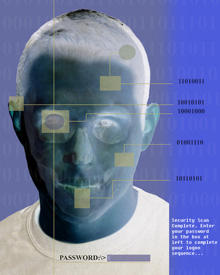 11010011
10010101
10001000
01001110
10110101
Security Scan
Complete. Enter
your password
in the box at
left to complete
your logon
sequence...
PASSWORD:>